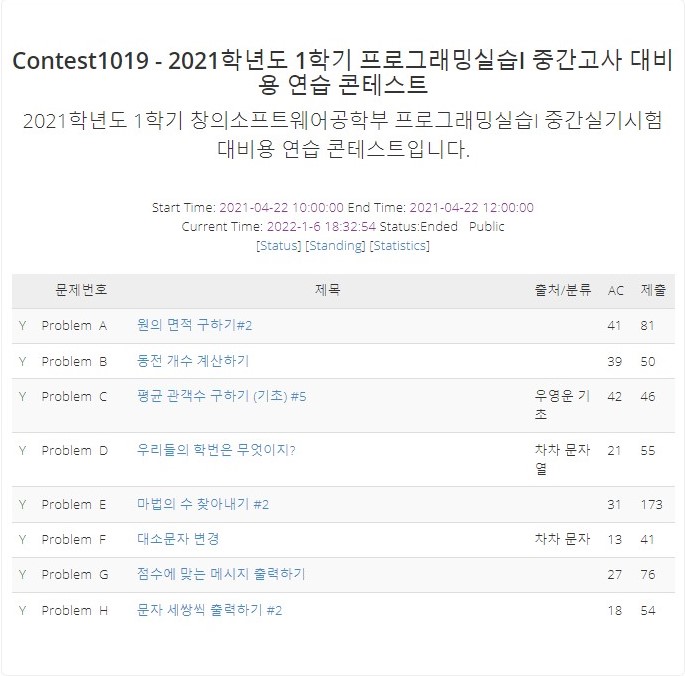 Contest1019 - 2021학년도 1학기 프로그래밍실습I 중간고사 대비
용 연습 콘테스트
2021학년도 1학기 창의소프트웨어공학부 프로그래밍실습I 중간실기시험
대비용 연습 콘테스트입니다.
Start Time: 2021-04-22 10:00:00 End Time: 2021-04-22 12:00:00
Current Time: 2022-1-6 18:32:54 Status:Ended Public
[Status] [Standing] [Statistics]
문제번호 제목 출처/분류 AC 제출
Y Problem A 원의 면적 구하기#2 41 81
Y Problem B 동전 개수 계산하기 39 50
Y Problem C 평균 관객수 구하기 (기초) #5 우영운 기초 42 46
Y Problem D 우리들의 학번은 무엇이지? 차차 문자열 21 55
Y Problem E 마법의 수 찾아내기 #2 31 173
Y Problem F 대소문자 변경 차차 문자 13 41
Y Problem G 점수에 맞는 메시지 출력하기 27 76
Y Problem H 문자 세쌍씩 출력하기 #2 18 54